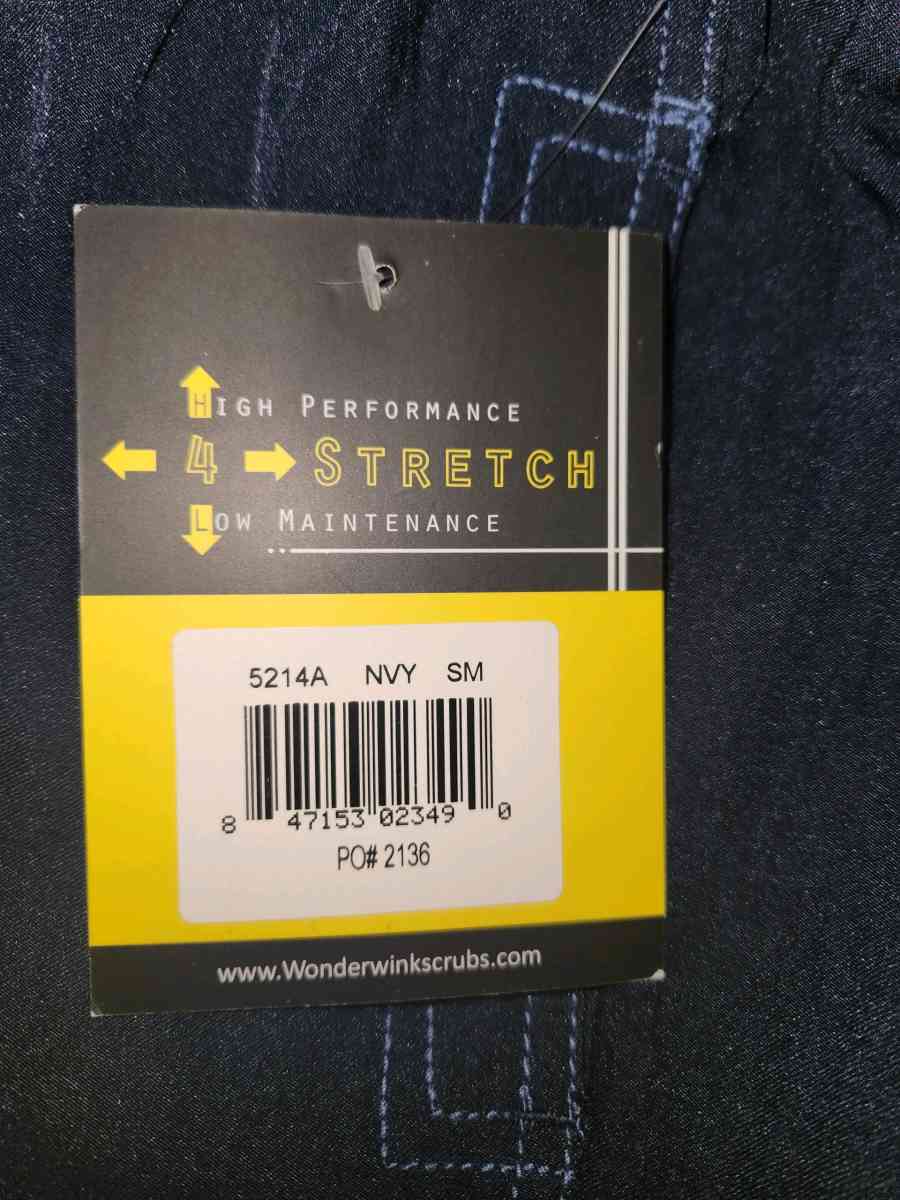 High Performance
4 Stretch
Low Maintenance
5214A NVY SM
8 47153 02349 0
PO# 2136
www.Wonderwinkscrubs.com